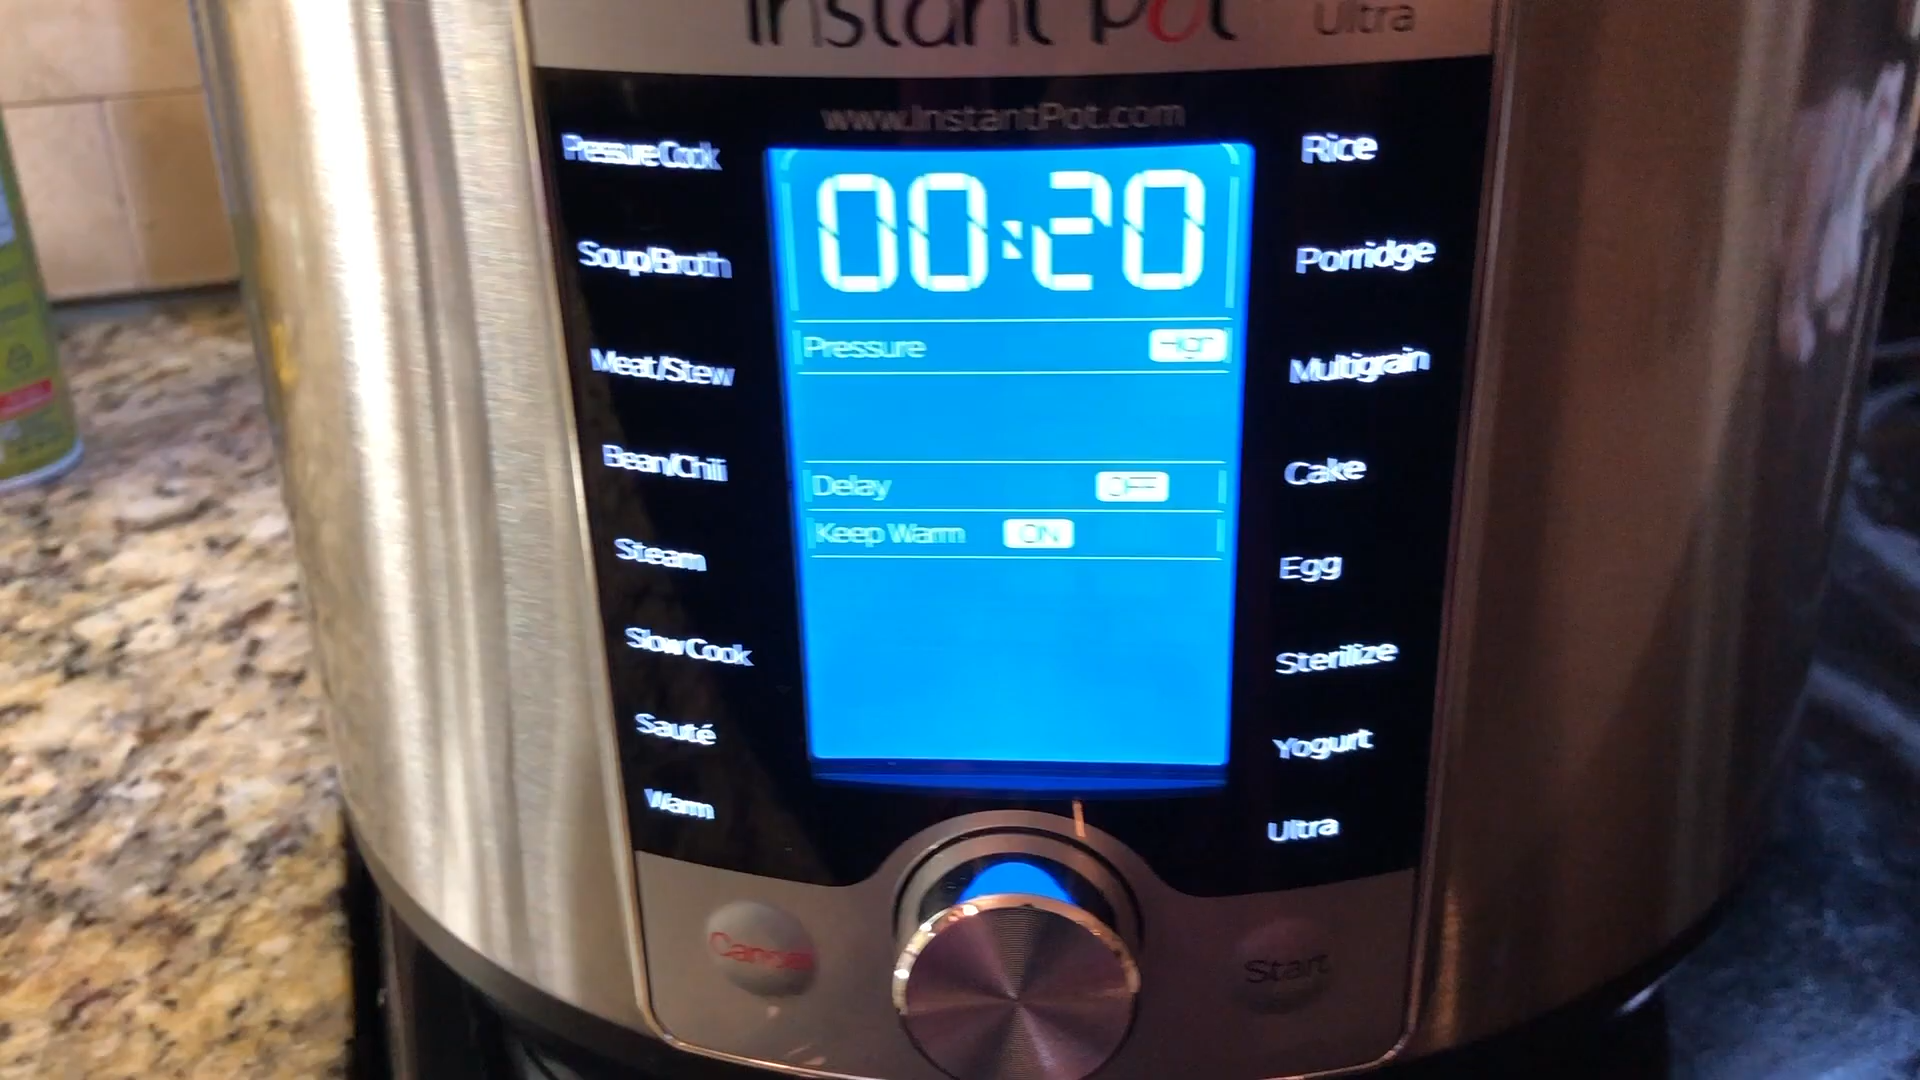 Instant Pot Ultra
www.InstantPot.com
Pressure Cook
Soup/Broth
Meat/Stew
Bean/Chili
Steam
Slow Cook
Sauté
Warm
00:20
Pressure High
Delay OFF
Keep Warm ON
Rice
Porridge
Multigrain
Cake
Egg
Sterilize
Yogurt
Ultra
Cancel
Start